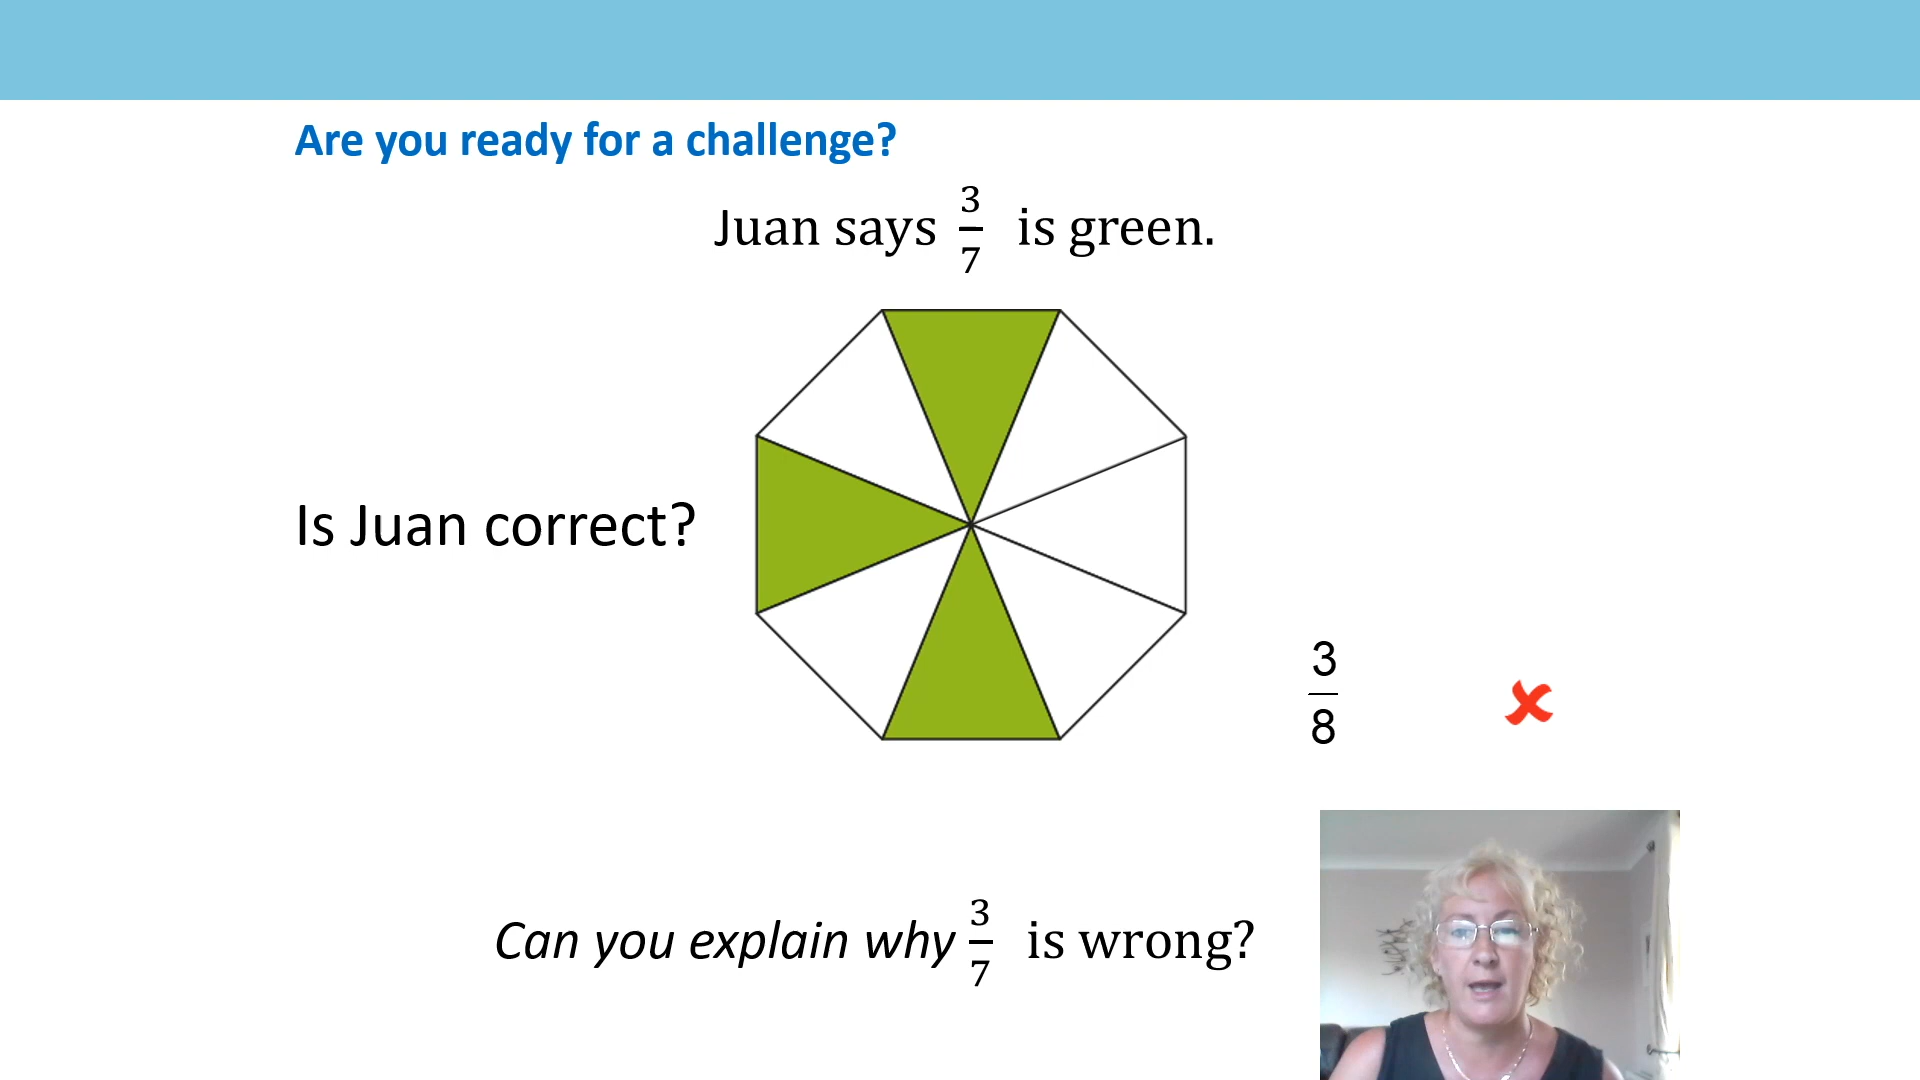 Are you ready for a challenge?
Juan says 3/7 is green.
Is Juan correct?
3/8
Can you explain why 3/7 is wrong?